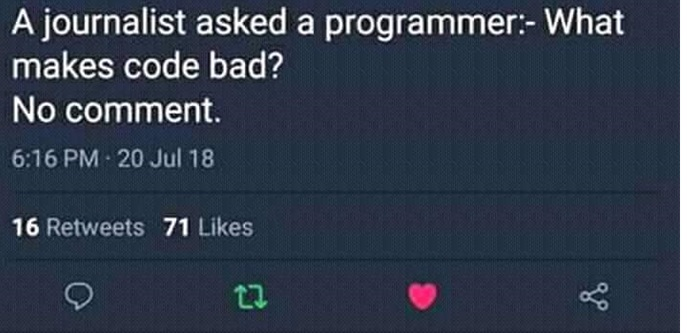 A journalist asked a programmer:- What
makes code bad?
No comment.
6:16 PM · 20 Jul 18
16 Retweets 71 Likes